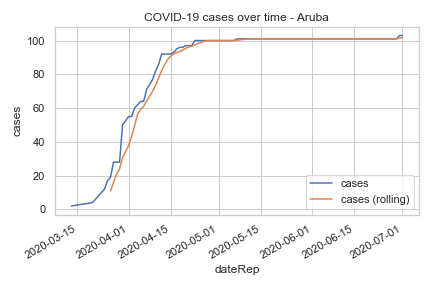 COVID-19 cases over time - Aruba
100
80
60
40
20
0
cases
cases
cases (rolling)
2020-03-15
2020-04-01
2020-04-15
2020-05-01
2020-05-15
2020-06-01
2020-06-15
2020-07-01
dateRep